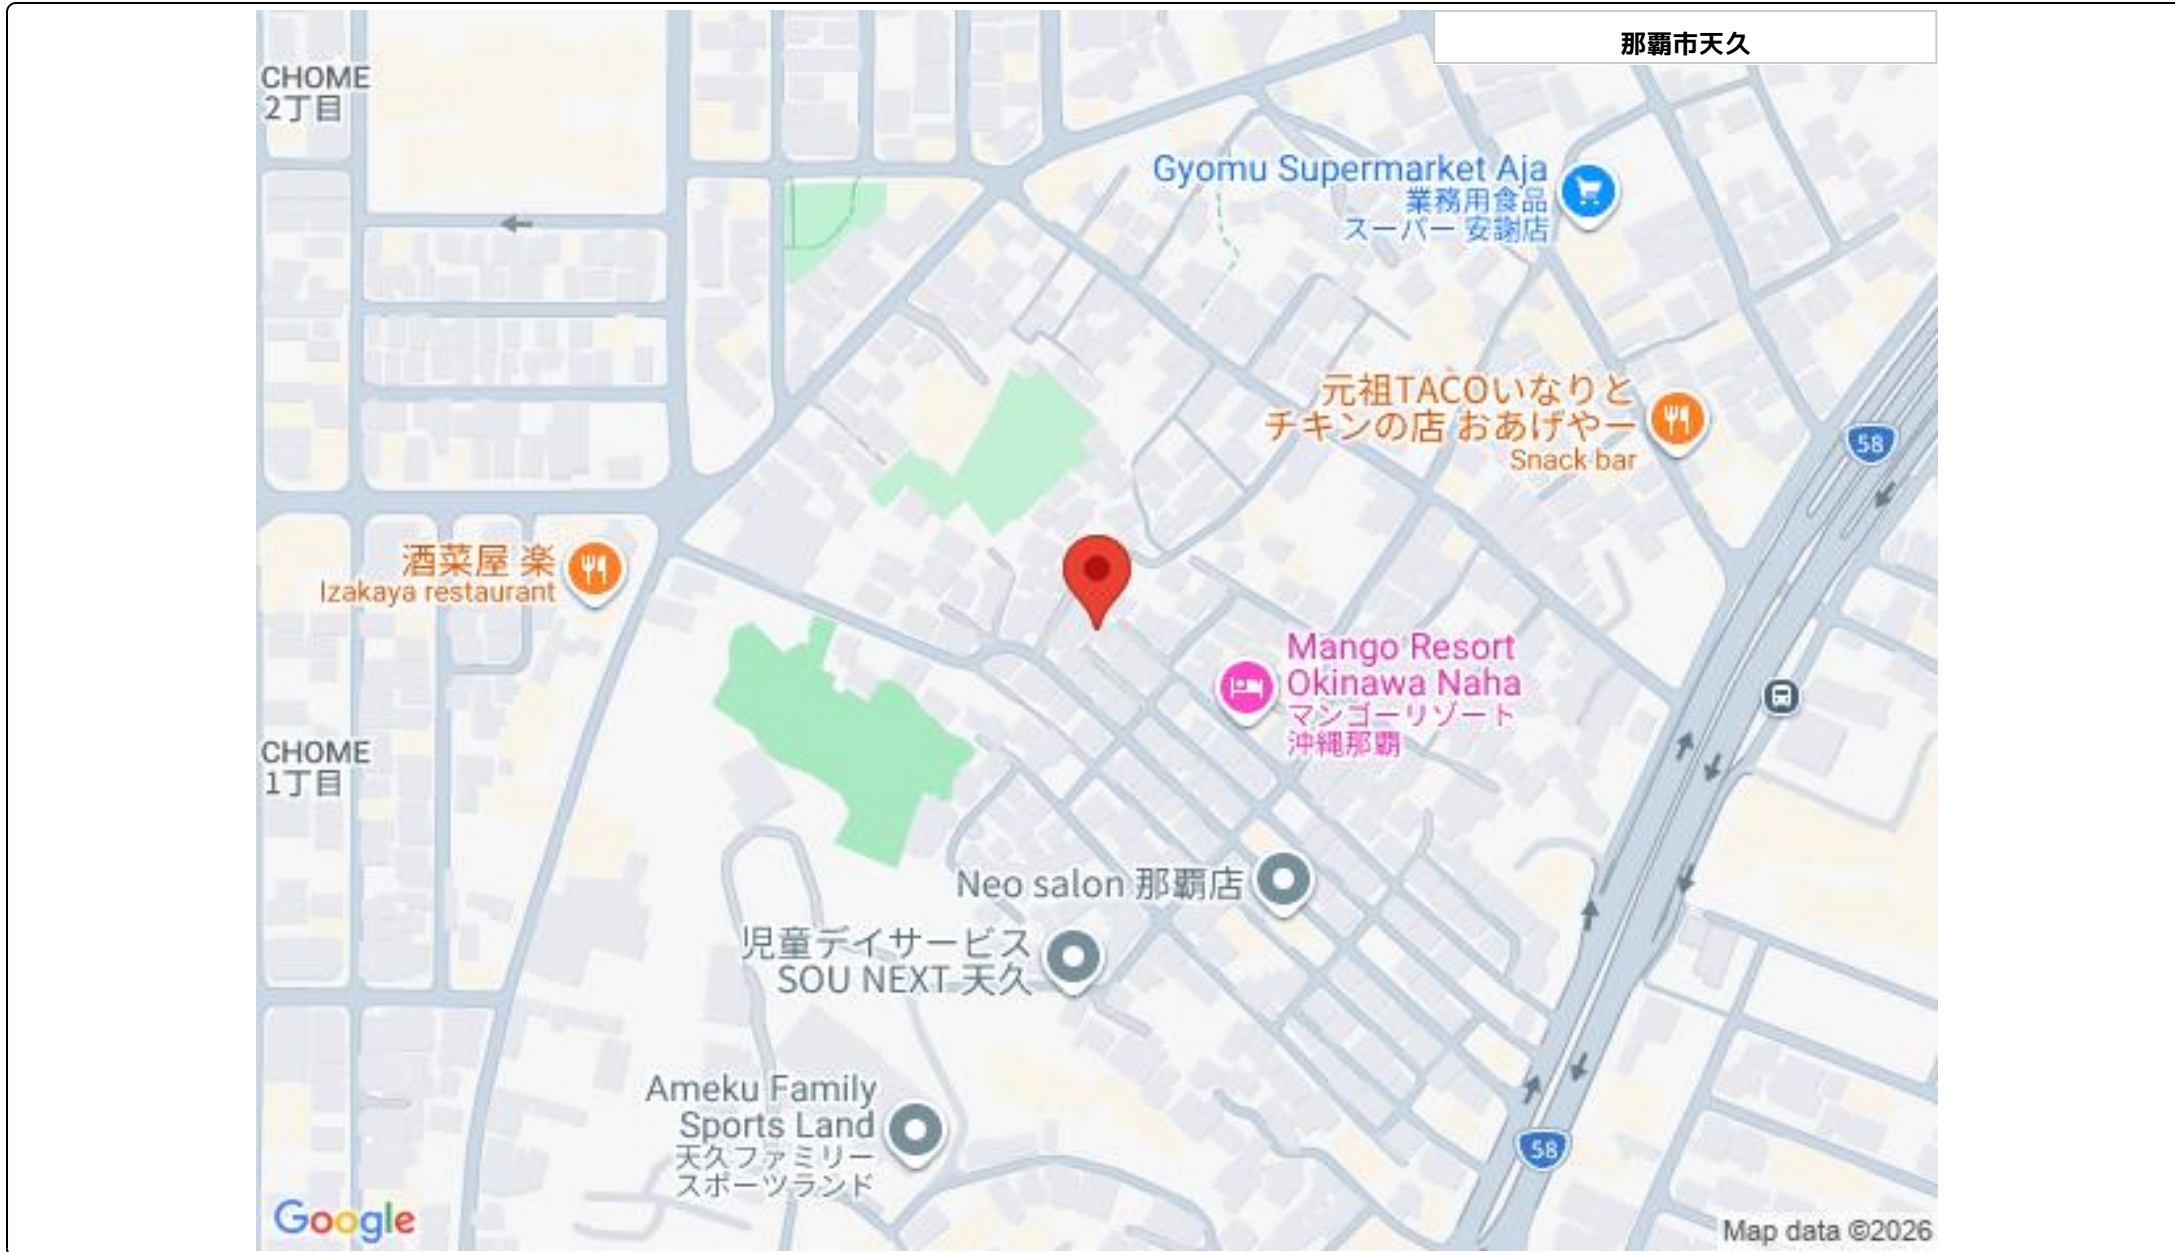 那覇市天久
CHOME
2丁目
Gyomu Supermarket Aja
業務用食品
スーパー 安謝店
元祖TACOいなりと
チキンの店 おあげやー
Snack bar
58
酒菜屋 楽
Izakaya restaurant
Mango Resort
Okinawa Naha
マンゴーリゾート
沖縄那覇
CHOME
1丁目
Neo salon 那覇店
児童デイサービス
SOU NEXT 天久
Ameku Family
Sports Land
天久ファミリー
スポーツランド
58
Google
Map data ©2026